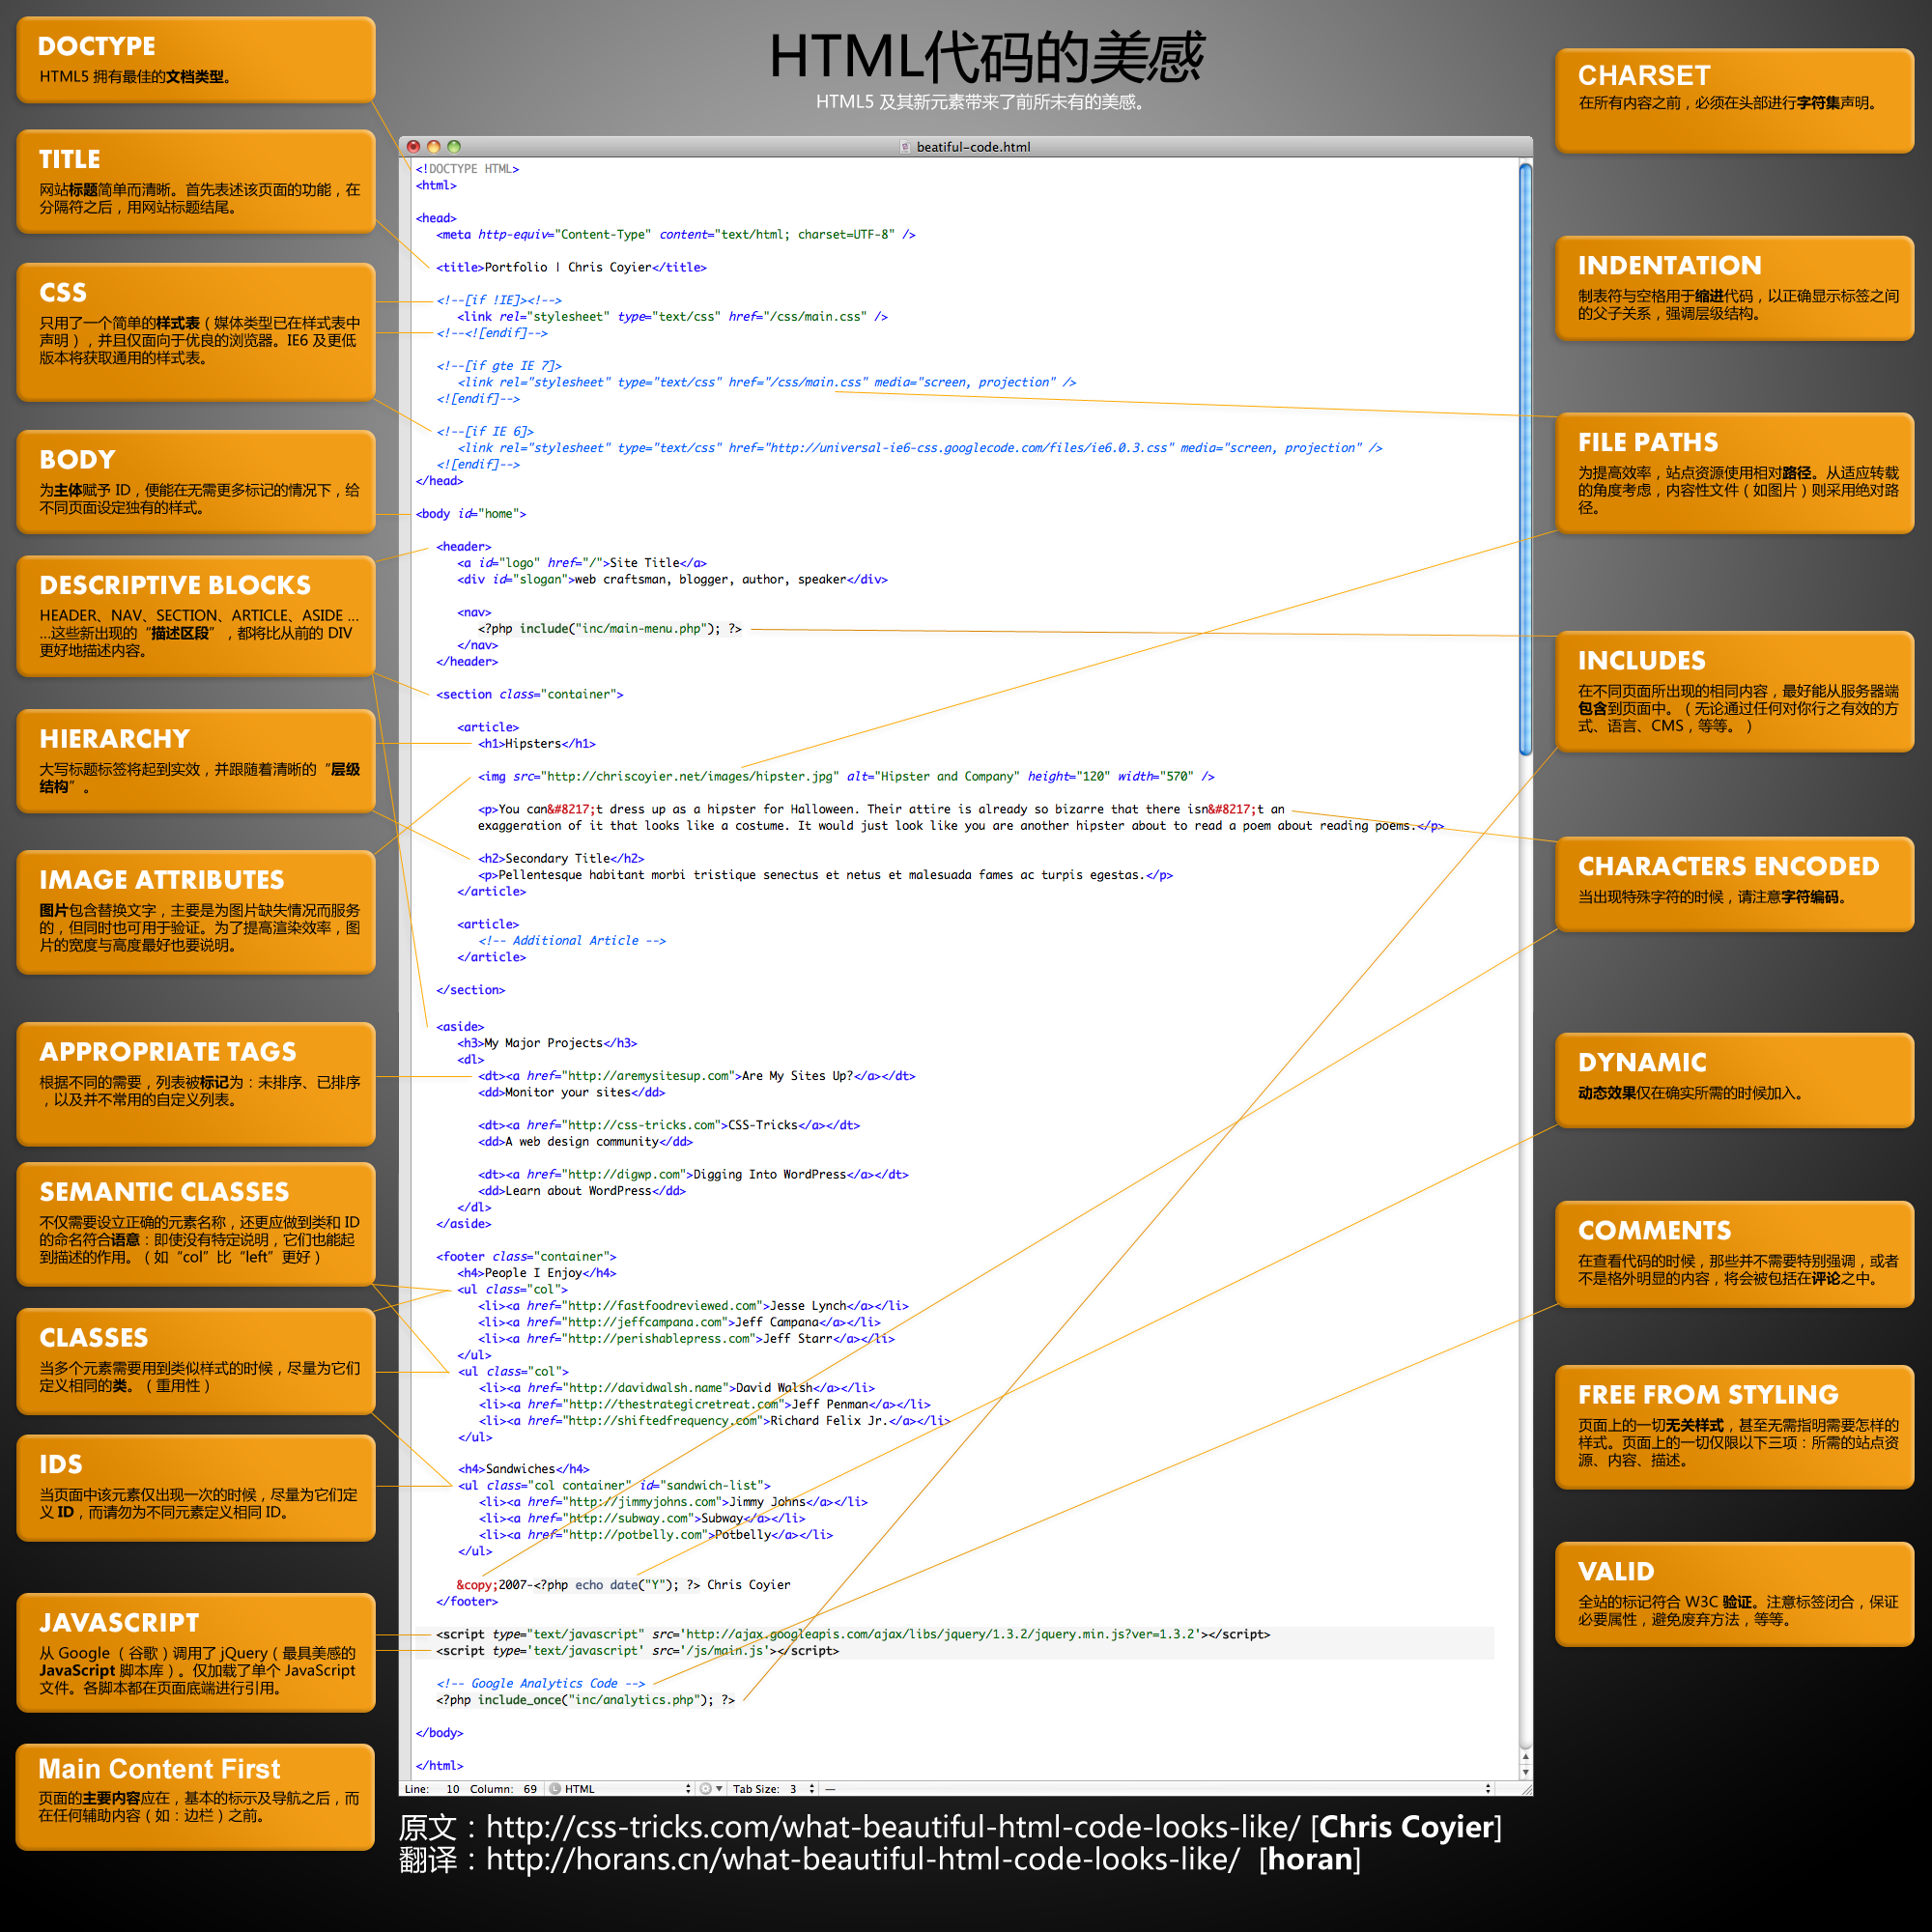 HTML代码的美感
HTML5 及其新元素带来了前所未有的美感。
DOCTYPE
HTML5 拥有最佳的文档类型。
TITLE
网站标题简单而清晰。首先表述该页面的功能，在
分隔符之后，用网站标题结尾。
CSS
只用了一个简单的样式表（媒体类型已在样式表中
声明），并且仅面向于优良的浏览器。IE6 及更低
版本将获取通用的样式表。
BODY
为主体赋予 ID，便能在无需更多标记的情况下，给
不同页面设定独有的样式。
DESCRIPTIVE BLOCKS
HEADER、NAV、SECTION、ARTICLE、ASIDE ...
...这些新出现的“描述区段”，都将比从前的 DIV
更好地描述内容。
HIERARCHY
大写标题标签将起到实效，并跟随着清晰的“层级
结构”。
IMAGE ATTRIBUTES
图片包含替换文字，主要是为图片缺失情况而服务
的，但同时也可用于验证。为了提高渲染效率，图
片的宽度与高度最好也要说明。
APPROPRIATE TAGS
根据不同的需要，列表被标记为：未排序、已排序
，以及并不常用的自定义列表。
SEMANTIC CLASSES
不仅需要设立正确的元素名称，还更应做到类和 ID
的命名符合语意：即使没有特定说明，它们也能起
到描述的作用。（如“col”比“left”更好）
CLASSES
当多个元素需要用到类似样式的时候，尽量为它们
定义相同的类。（重用性）
IDS
当页面中该元素仅出现一次的时候，尽量为它们定
义 ID，而请勿为不同元素定义相同 ID。
JAVASCRIPT
从 Google （谷歌）调用了 jQuery（最具美感的
JavaScript 脚本库）。仅加载了单个 JavaScript
文件。各脚本都在页面底端进行引用。
Main Content First
页面的主要内容应在，基本的标示及导航之后，而
在任何辅助内容（如：边栏）之前。
beatiful-code.html
<!DOCTYPE HTML>
<html>
<head>
<meta http-equiv="Content-Type" content="text/html; charset=UTF-8" />
<title>Portfolio | Chris Coyier</title>
<!--[if !IE]><!-->
<link rel="stylesheet" type="text/css" href="/css/main.css" />
<!--<![endif]-->
<!--[if gte IE 7]>
<link rel="stylesheet" type="text/css" href="/css/main.css" media="screen, projection" />
<![endif]-->
<!--[if IE 6]>
<link rel="stylesheet" type="text/css" href="http://universal-ie6-css.googlecode.com/files/ie6.0.3.css" media="screen, projection" />
<![endif]-->
</head>
<body id="home">
<header>
<a id="logo" href="/">Site Title</a>
<div id="slogan">web craftsman, blogger, author, speaker</div>
<nav>
<?php include("inc/main-menu.php"); ?>
</nav>
</header>
<section class="container">
<article>
<h1>Hipsters</h1>
<img src="http://chriscoyier.net/images/hipster.jpg" alt="Hipster and Company" height="120" width="570" />
<p>You can&#8217;t dress up as a hipster for Halloween. Their attire is already so bizarre that there isn&#8217;t an
exaggeration of it that looks like a costume. It would just look like you are another hipster about to read a poem about reading poems.</p>
<h2>Secondary Title</h2>
<p>Pellentesque habitant morbi tristique senectus et netus et malesuada fames ac turpis egestas.</p>
</article>
<article>
<!-- Additional Article -->
</article>
</section>
<aside>
<h3>My Major Projects</h3>
<dl>
<dt><a href="http://aremysitesup.com">Are My Sites Up?</a></dt>
<dd>Monitor your sites</dd>
<dt><a href="http://css-tricks.com">CSS-Tricks</a></dt>
<dd>A web design community</dd>
<dt><a href="http://digwp.com">Digging Into WordPress</a></dt>
<dd>Learn about WordPress</dd>
</dl>
</aside>
<footer class="container">
<h4>People I Enjoy</h4>
<ul class="col">
<li><a href="http://fastfoodreviewed.com">Jesse Lynch</a></li>
<li><a href="http://jeffcampana.com">Jeff Campana</a></li>
<li><a href="http://perishablepress.com">Jeff Starr</a></li>
</ul>
<ul class="col">
<li><a href="http://davidwalsh.name">David Walsh</a></li>
<li><a href="http://thestrategicretreat.com">Jeff Penman</a></li>
<li><a href="http://shiftedfrequency.com">Richard Felix Jr.</a></li>
</ul>
<h4>Sandwiches</h4>
<ul class="col container" id="sandwich-list">
<li><a href="http://jimmyjohns.com">Jimmy Johns</a></li>
<li><a href="http://subway.com">Subway</a></li>
<li><a href="http://potbelly.com">Potbelly</a></li>
</ul>
&copy;2007-<?php echo date("Y"); ?> Chris Coyier
</footer>
<script type="text/javascript" src='http://ajax.googleapis.com/ajax/libs/jquery/1.3.2/jquery.min.js?ver=1.3.2'></script>
<script type='text/javascript' src='/js/main.js'></script>
<!-- Google Analytics Code -->
<?php include_once("inc/analytics.php"); ?>
</body>
</html>
Line: 10 Column: 69 L HTML Tab Size: 3 —
CHARSET
在所有内容之前，必须在头部进行字符集声明。
INDENTATION
制表符与空格用于缩进代码，以正确显示标签之间
的父子关系，强调层级结构。
FILE PATHS
为提高效率，站点资源使用相对路径。从适应转载
的角度考虑，内容性文件（如图片）则采用绝对路
径。
INCLUDES
在不同页面所出现的相同内容，最好能从服务器端
包含到页面中。（无论通过任何对你行之有效的方
式、语言、CMS，等等。）
CHARACTERS ENCODED
当出现特殊字符的时候，请注意字符编码。
DYNAMIC
动态效果仅在确实所需的时候加入。
COMMENTS
在查看代码的时候，那些并不需要特别强调，或者
不是格外明显的内容，将会被包括在评论之中。
FREE FROM STYLING
页面上的一切无关样式，甚至无需指明需要怎样的
样式。页面上的一切仅限以下三项：所需的站点资
源、内容、描述。
VALID
全站的标记符合 W3C 验证。注意标签闭合，保证
必要属性，避免废弃方法，等等。
原文：http://css-tricks.com/what-beautiful-html-code-looks-like/ [Chris Coyier]
翻译：http://horans.cn/what-beautiful-html-code-looks-like/ [horan]